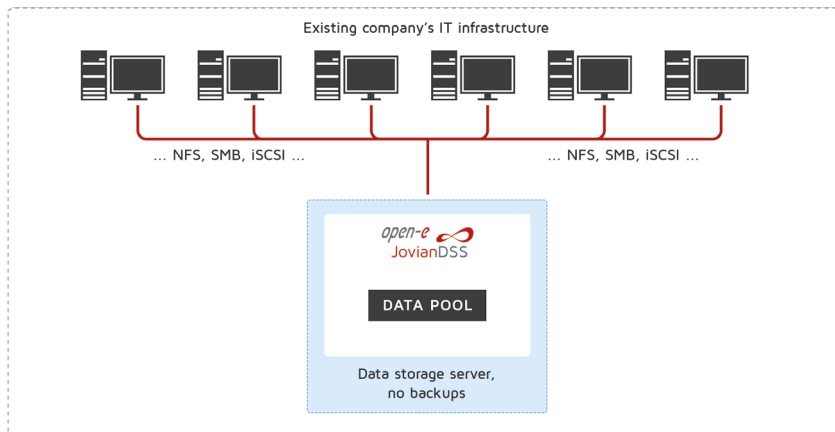 Existing company's IT infrastructure
... NFS, SMB, iSCSI ...
... NFS, SMB, iSCSI ...
open-e
JovianDSS
DATA POOL
Data storage server,
no backups